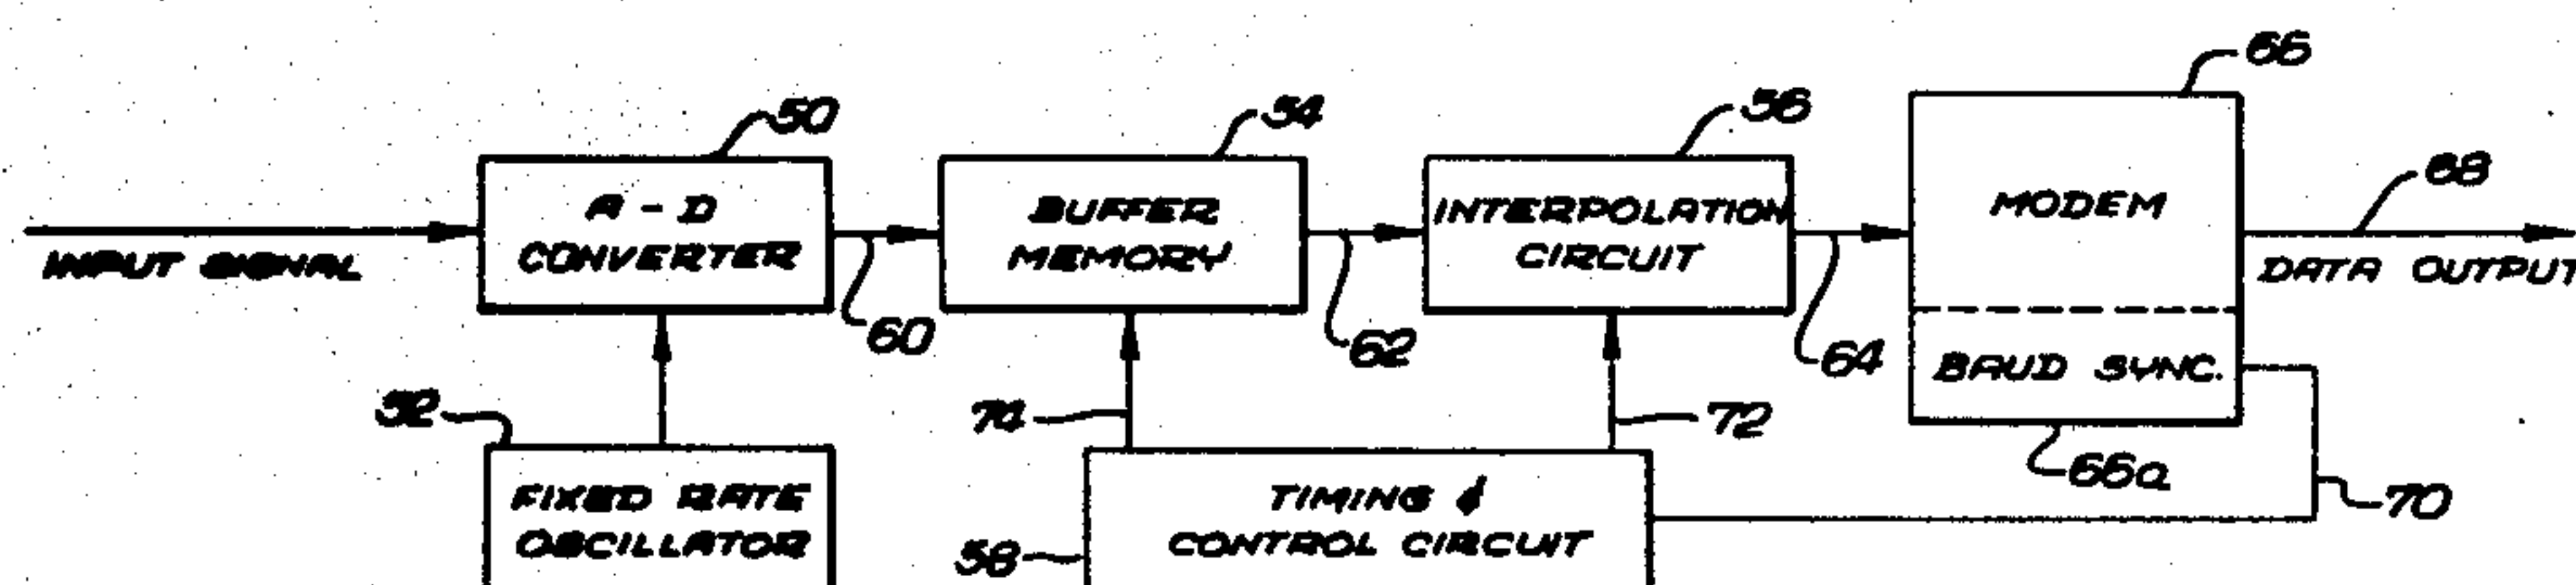 66
50
54
56
68
A - D
CONVERTER
BUFFER
MEMORY
INTERPOLATION
CIRCUIT
MODEM
INPUT SIGNAL
DATA OUTPUT
60
62
64
BAUD SYNC.
52
74
72
66a
70
FIXED RATE
OSCILLATOR
TIMING &
CONTROL CIRCUIT
58